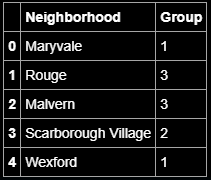 Neighborhood Group
0 Maryvale 1
1 Rouge 3
2 Malvern 3
3 Scarborough Village 2
4 Wexford 1